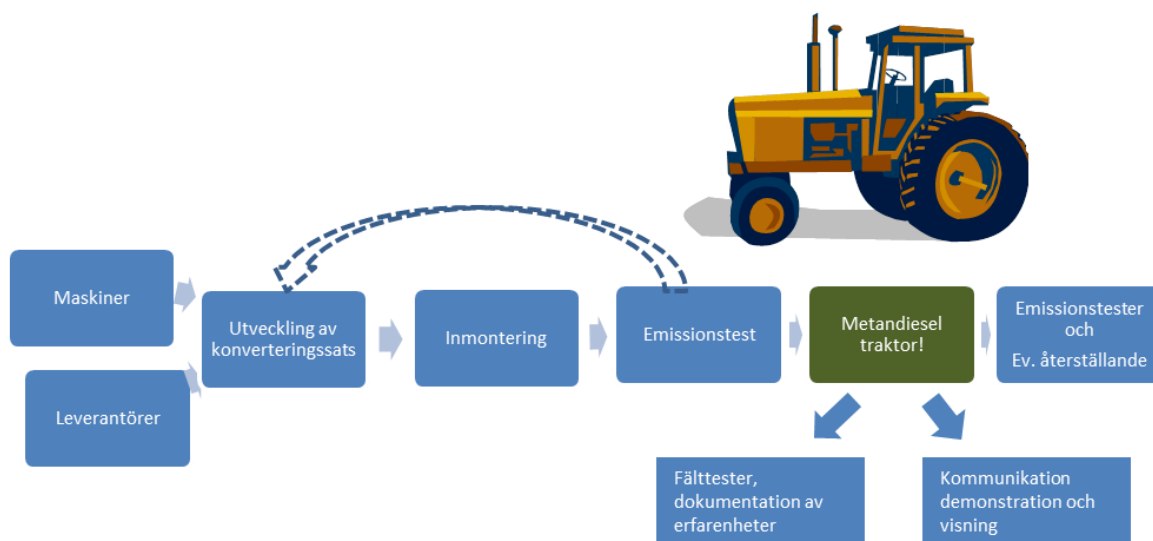 Maskiner
Leverantörer
Utveckling av
konverteringssats
Inmontering
Emissionstest
Metandiesel
traktor!
Emissionstester
och
Ev. återställande
Fälttester,
dokumentation av
erfarenheter
Kommunikation
demonstration och
visning